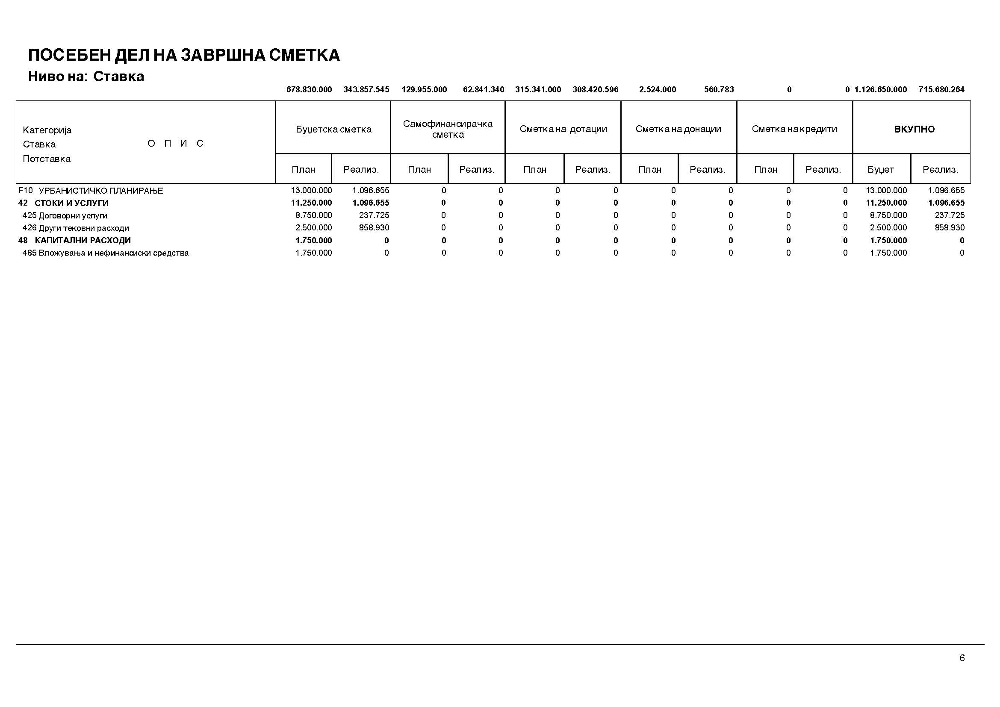 ПОСЕБЕН ДЕЛ НА ЗАВРШНА СМЕТКА
Ниво на: Ставка
678.830.000 343.857.545 129.955.000 62.841.340 315.341.000 308.420.596 2.524.000 560.783 0 0 1.126.650.000 715.680.264
Категорија
Ставка О П И С
Потставка
Буџетска сметка Самофинансирачка сметка Сметка на дотации Сметка на донации Сметка на кредити ВКУПНО
План Реализ. План Реализ. План Реализ. План Реализ. План Реализ. Буџет Реализ.
F10 УРБАНИСТИЧКО ПЛАНИРАЊЕ 13.000.000 1.096.655 0 0 0 0 0 0 0 0 13.000.000 1.096.655
42 СТОКИ И УСЛУГИ 11.250.000 1.096.655 0 0 0 0 0 0 0 0 11.250.000 1.096.655
425 Договорни услуги 8.750.000 237.725 0 0 0 0 0 0 0 0 8.750.000 237.725
426 Други тековни расходи 2.500.000 858.930 0 0 0 0 0 0 0 0 2.500.000 858.930
48 КАПИТАЛНИ РАСХОДИ 1.750.000 0 0 0 0 0 0 0 0 0 1.750.000 0
485 Вложувања и нефинансиски средства 1.750.000 0 0 0 0 0 0 0 0 0 1.750.000 0
6